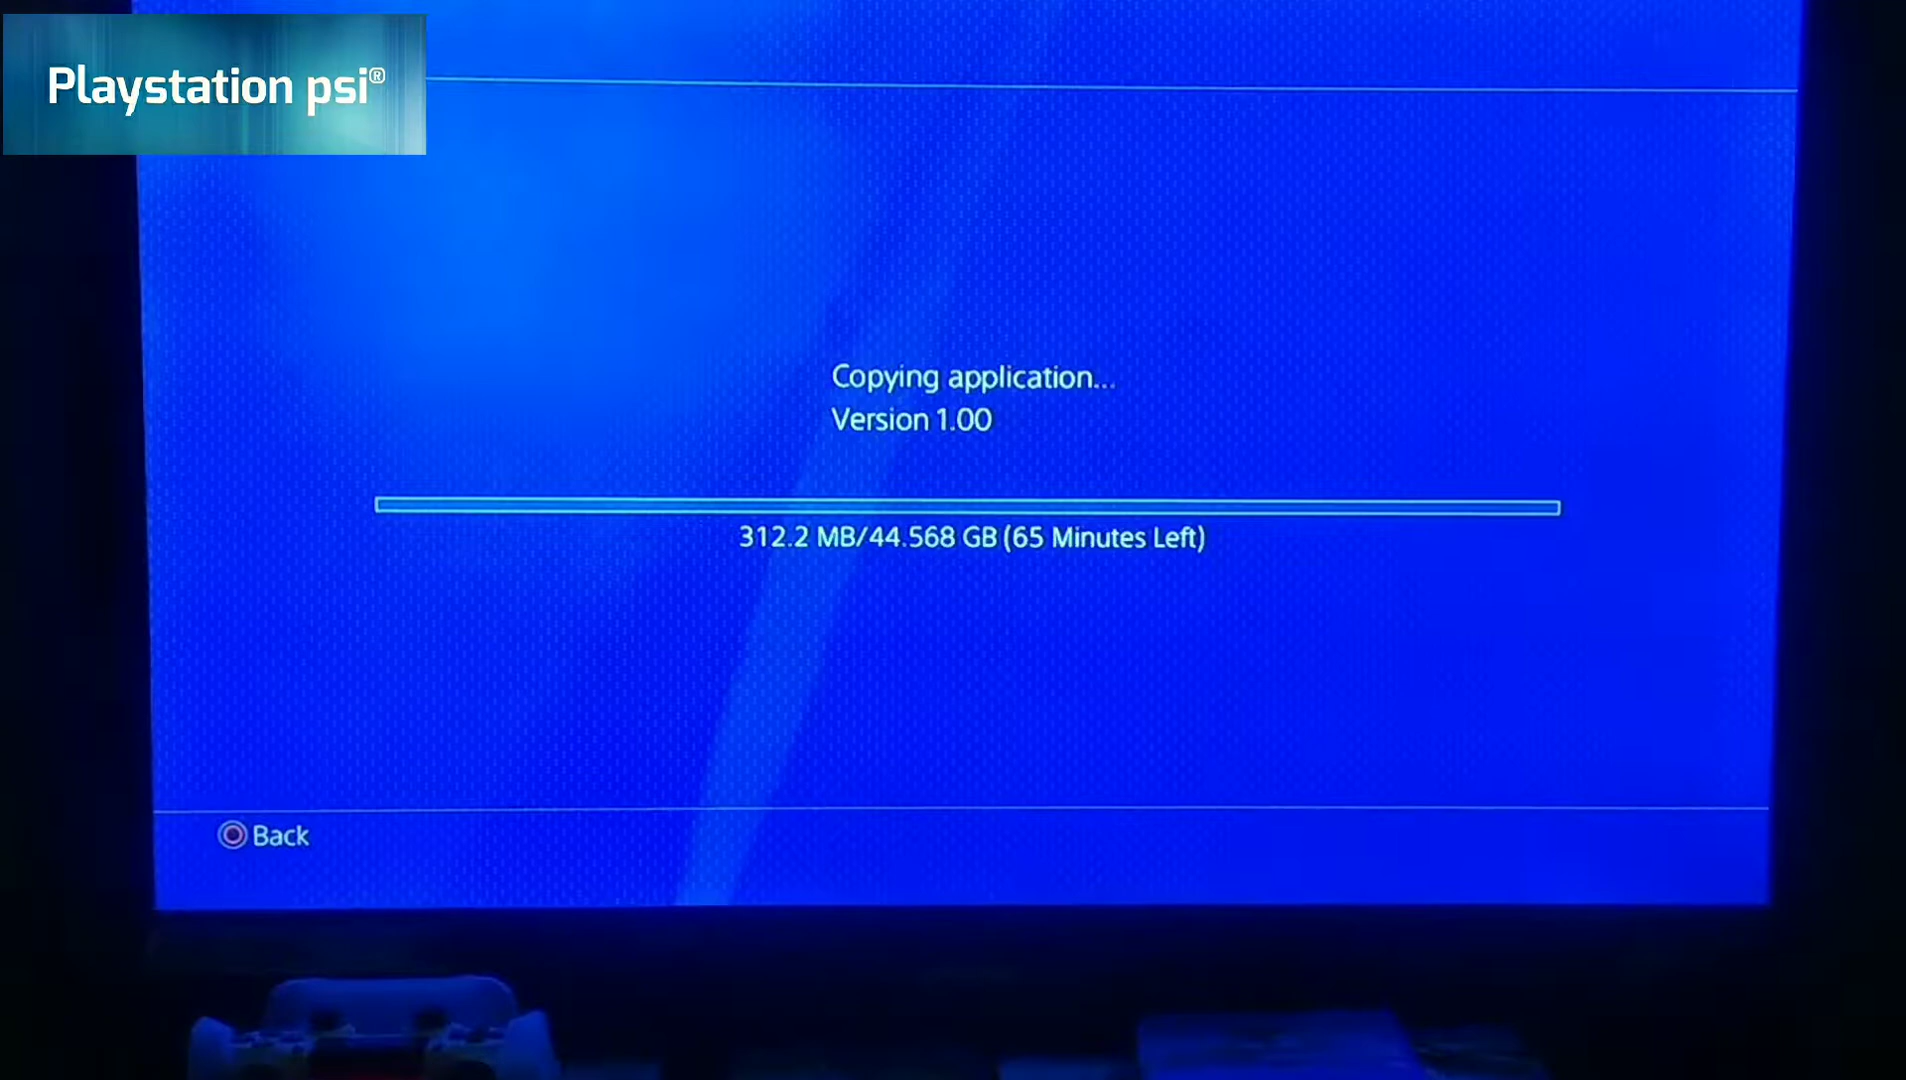 Playstation psi®
Copying application...
Version 1.00
312.2 MB/44.568 GB (65 Minutes Left)
Back